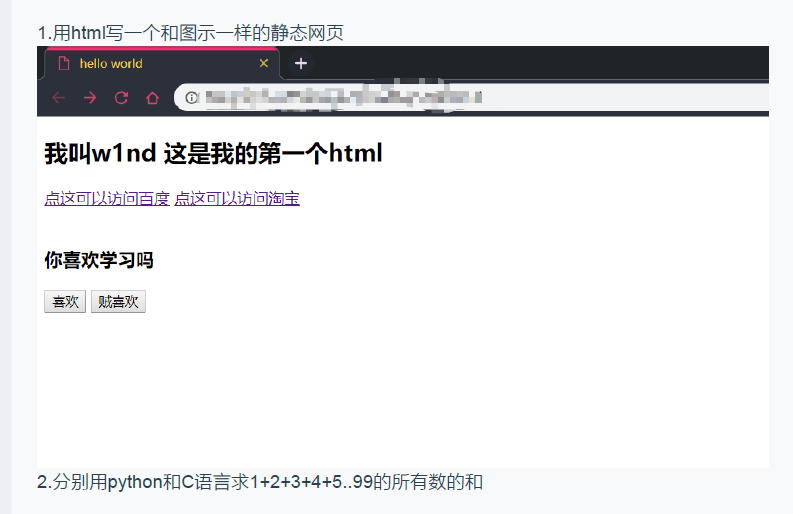 1.用html写一个和图示一样的静态网页
hello world
我叫w1nd 这是我的第一个html
点这可以访问百度 点这可以访问淘宝
你喜欢学习吗
喜欢 贼喜欢
2.分别用python和C语言求1+2+3+4+5..99的所有数的和